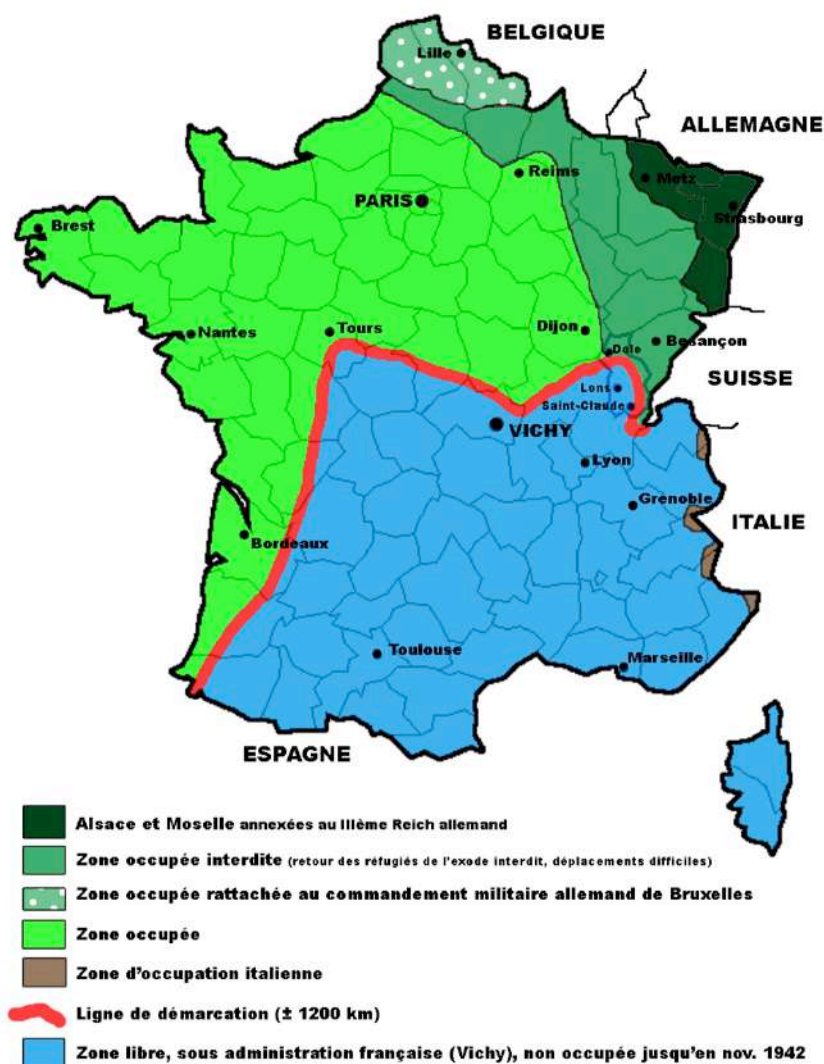 BELGIQUE
Lille
ALLEMAGNE
Metz
Reims
PARIS
Strasbourg
Brest
Nantes
Tours
Dijon
Besançon
Dole
SUISSE
Lons
Saint-Claude
VICHY
Lyon
Grenoble
ITALIE
Bordeaux
Toulouse
Marseille
ESPAGNE
Alsace et Moselle annexées au IIIème Reich allemand
Zone occupée interdite (retour des réfugiés de l'exode interdit, déplacements difficiles)
Zone occupée rattachée au commandement militaire allemand de Bruxelles
Zone occupée
Zone d'occupation italienne
Ligne de démarcation (± 1200 km)
Zone libre, sous administration française (Vichy), non occupée jusqu'en nov. 1942